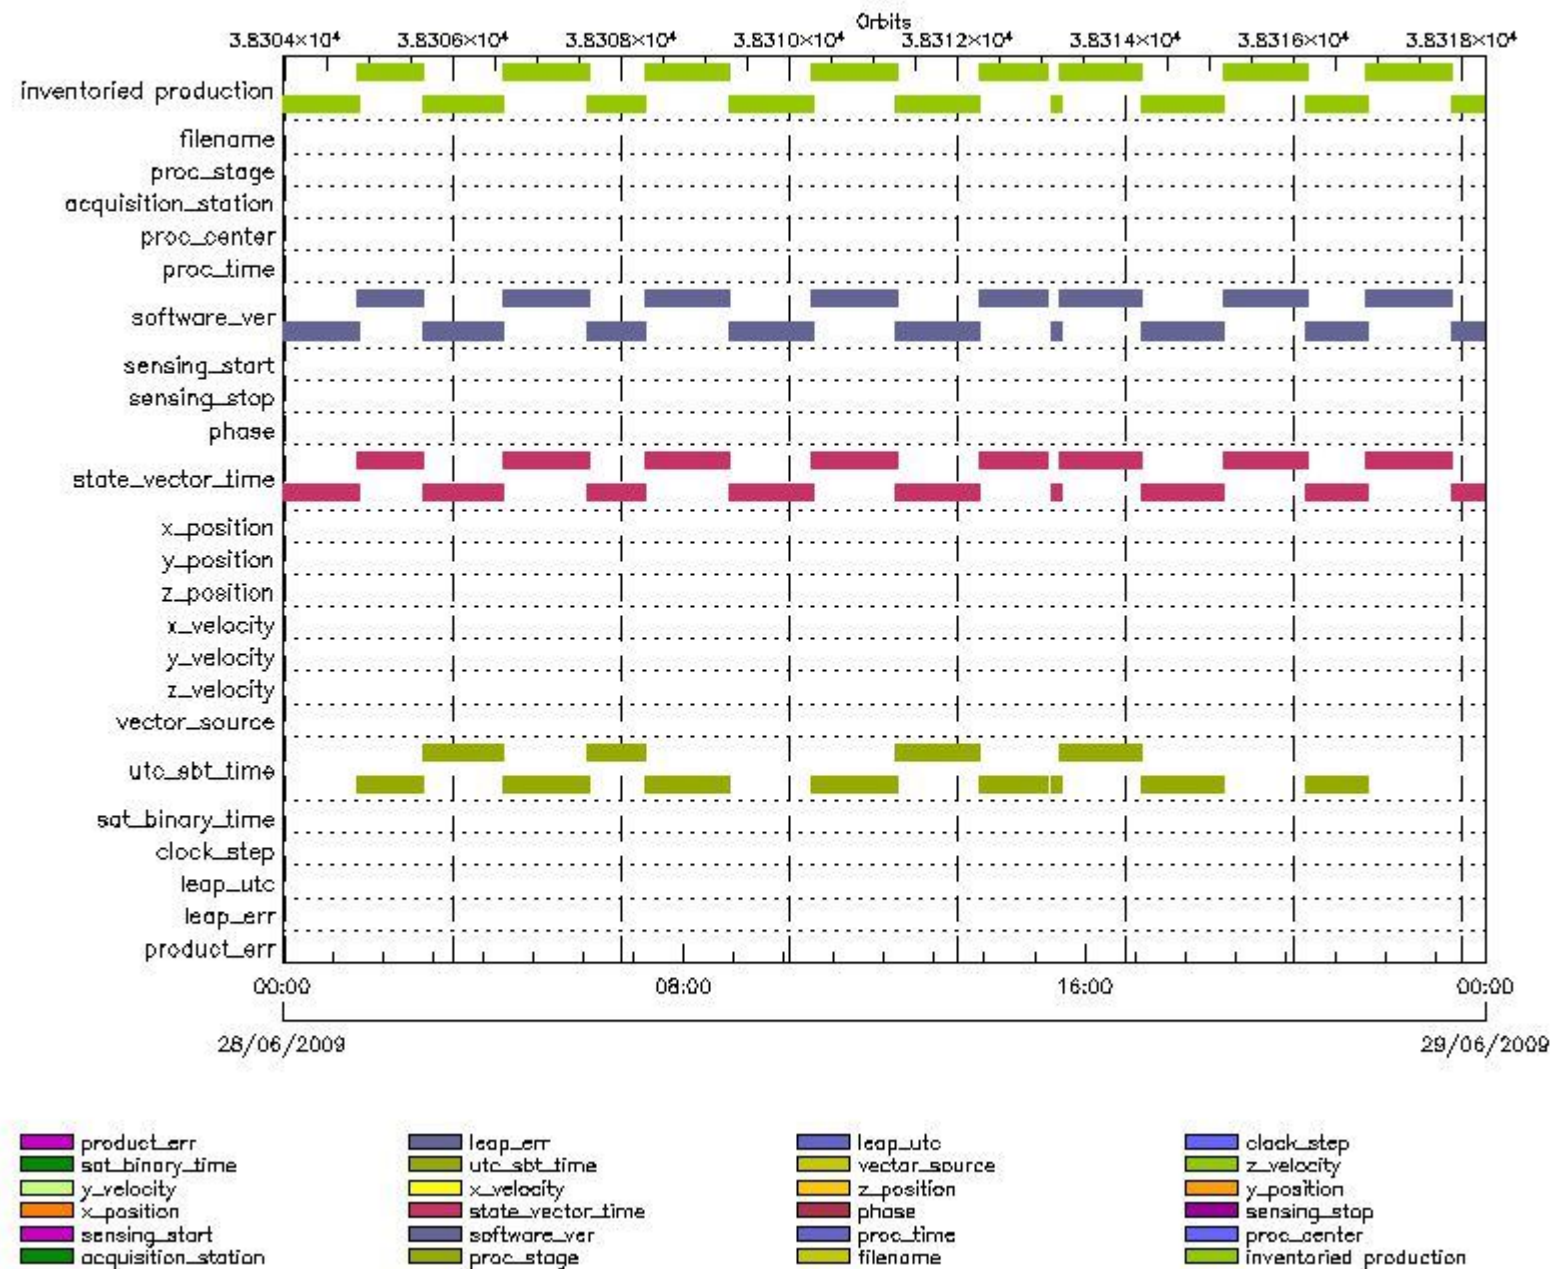 Orbits
3.8304×10⁴ 3.8306×10⁴ 3.8308×10⁴ 3.8310×10⁴ 3.8312×10⁴ 3.8314×10⁴ 3.8316×10⁴ 3.8318×10⁴
inventoried production
filename
proc_stage
acquisition_station
proc_center
proc_time
software_ver
sensing_start
sensing_stop
phase
state_vector_time
x_position
y_position
z_position
x_velocity
y_velocity
z_velocity
vector_source
utc_sbt_time
sat_binary_time
clock_step
leap_utc
leap_err
product_err
00:00 08:00 16:00 00:00
28/06/2009 29/06/2009
product_err leap_err leap_utc clock_step
sat_binary_time utc_sbt_time vector_source z_velocity
y_velocity x_velocity z_position y_position
x_position state_vector_time phase sensing_stop
sensing_start software_ver proc_time proc_center
acquisition_station proc_stage filename inventoried production